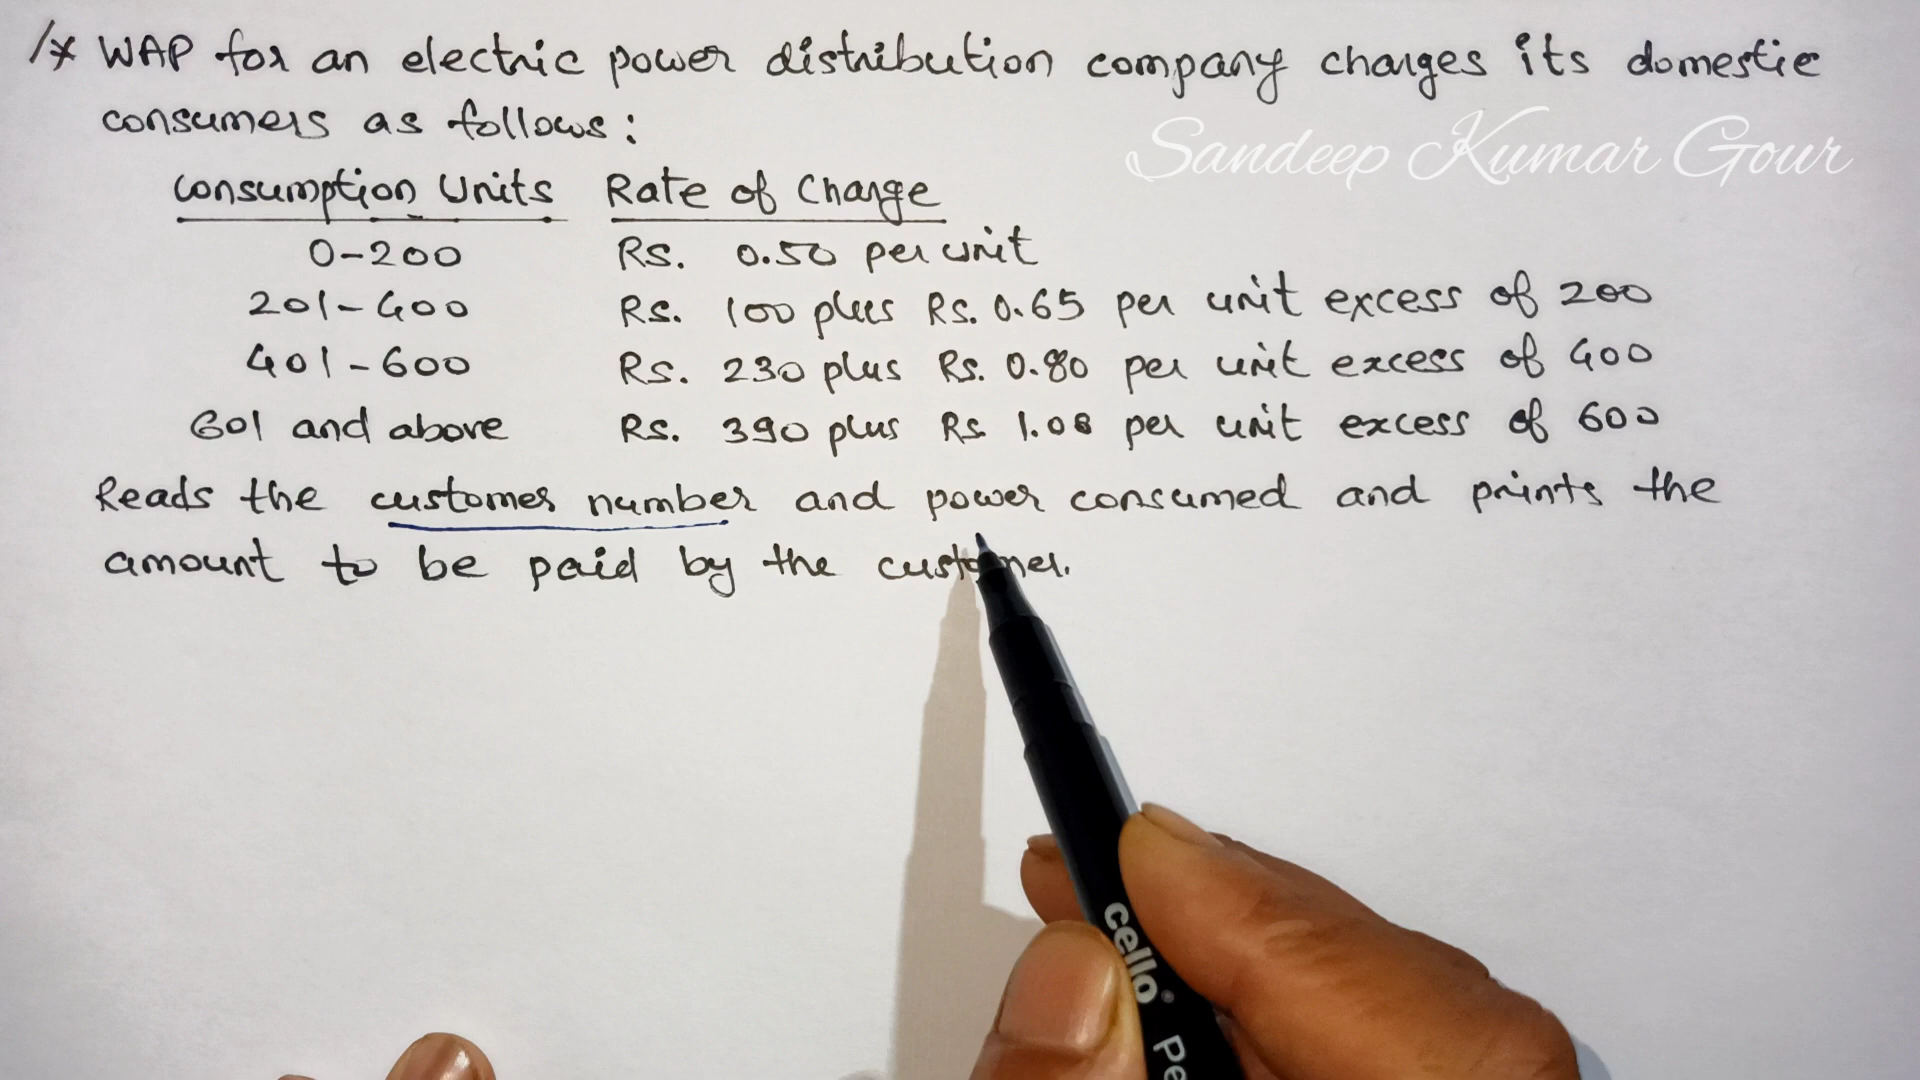 /* WAP for an electric power distribution company charges its domestic
consumers as follows:
Sandeep Kumar Gour
Consumption Units Rate of Charge
0-200 Rs. 0.50 per unit
201-400 Rs. 100 plus Rs. 0.65 per unit excess of 200
401-600 Rs. 230 plus Rs. 0.80 per unit excess of 400
601 and above Rs. 390 plus Rs. 1.08 per unit excess of 600
Reads the customer number and power consumed and prints the
amount to be paid by the customer.
cello
Pe